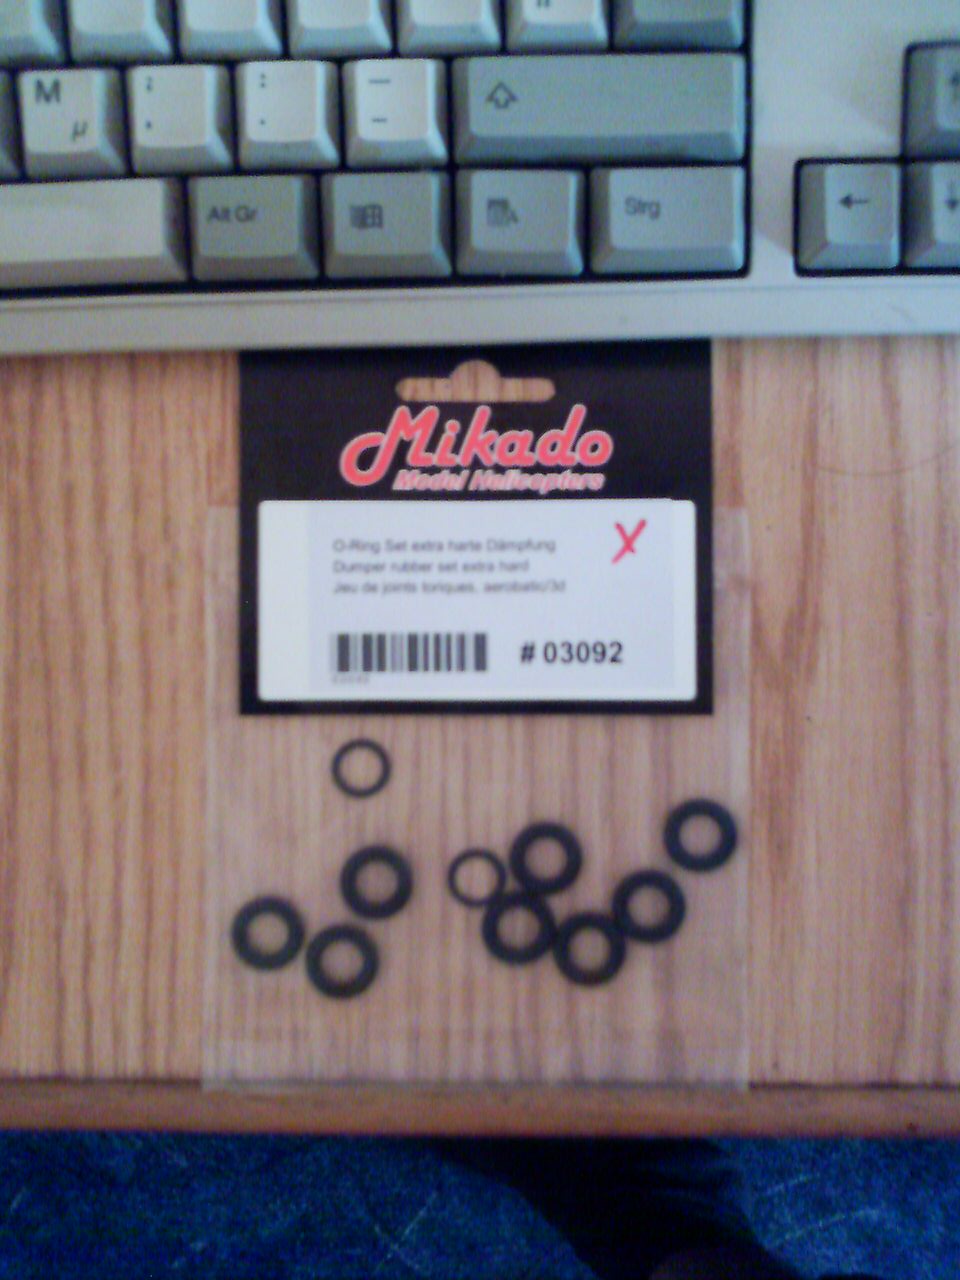 M
µ
;
,
:
.
_
-
Alt Gr
Strg
Mikado
Model Helicopters
O-Ring Set extra harte Dämpfung
Dumper rubber set extra hard
Jeu de joints toriques, aerobatic/3d
X
# 03092